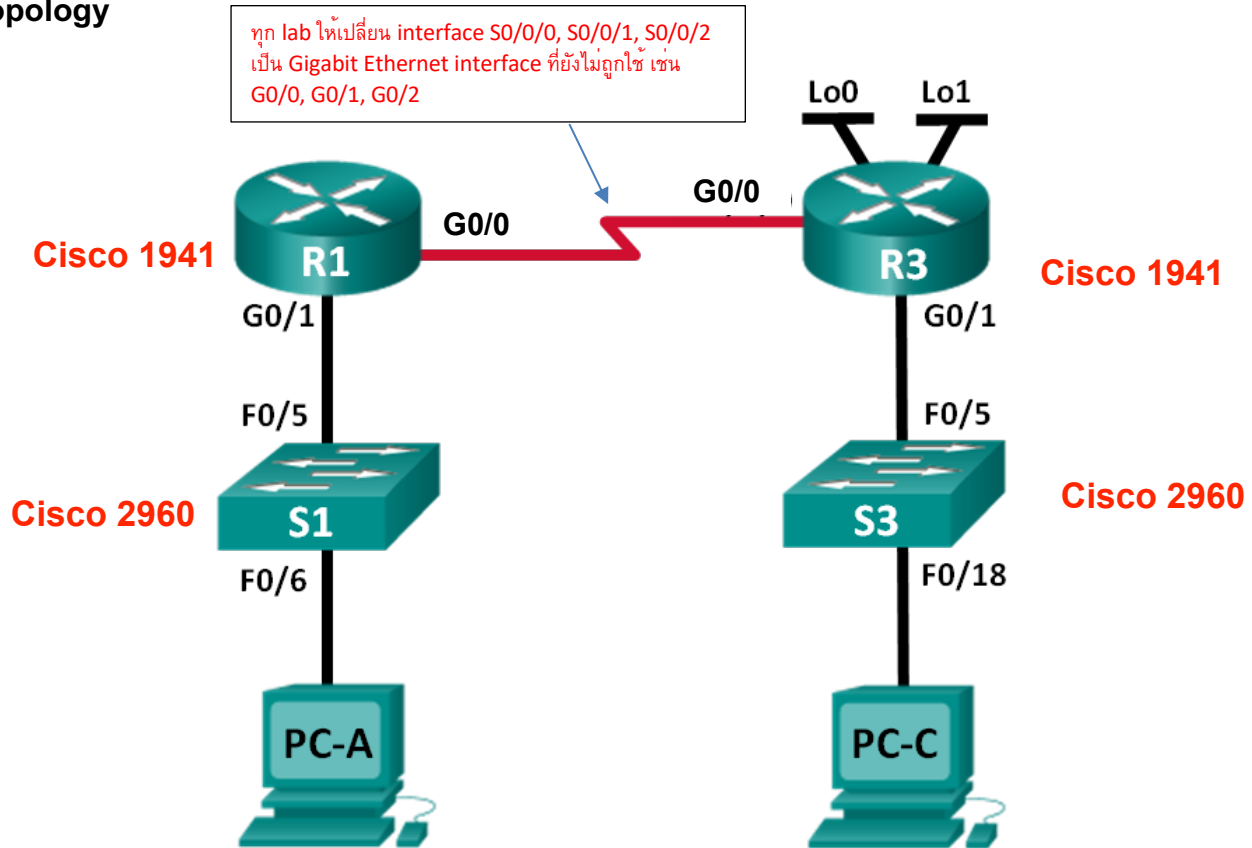 opology
ทุก lab ให้เปลี่ยน interface S0/0/0, S0/0/1, S0/0/2
เป็น Gigabit Ethernet interface ที่ยังไม่ถูกใช้ เช่น
G0/0, G0/1, G0/2
Lo0 Lo1
G0/0
G0/0
Cisco 1941
R1
R3
Cisco 1941
G0/1
G0/1
F0/5
F0/5
Cisco 2960
S1
S3
Cisco 2960
F0/6
F0/18
PC-A
PC-C